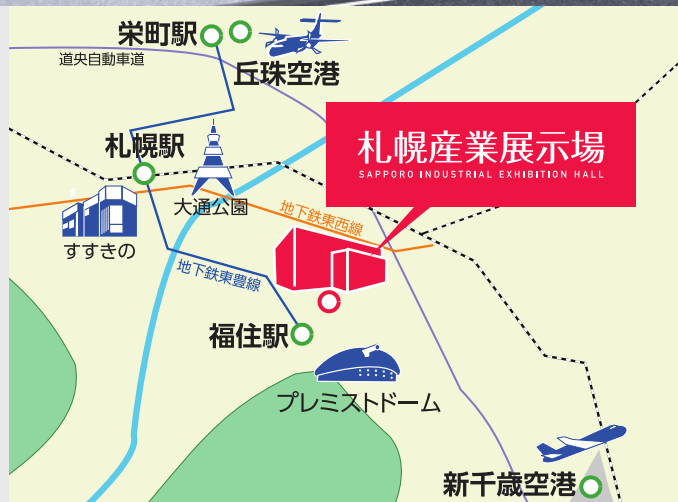 栄町駅
道央自動車道
丘珠空港
札幌駅
札幌産業展示場
SAPPORO INDUSTRIAL EXHIBITION HALL
大通公園
地下鉄東西線
すすきの
地下鉄東豊線
福住駅
プレミストドーム
新千歳空港